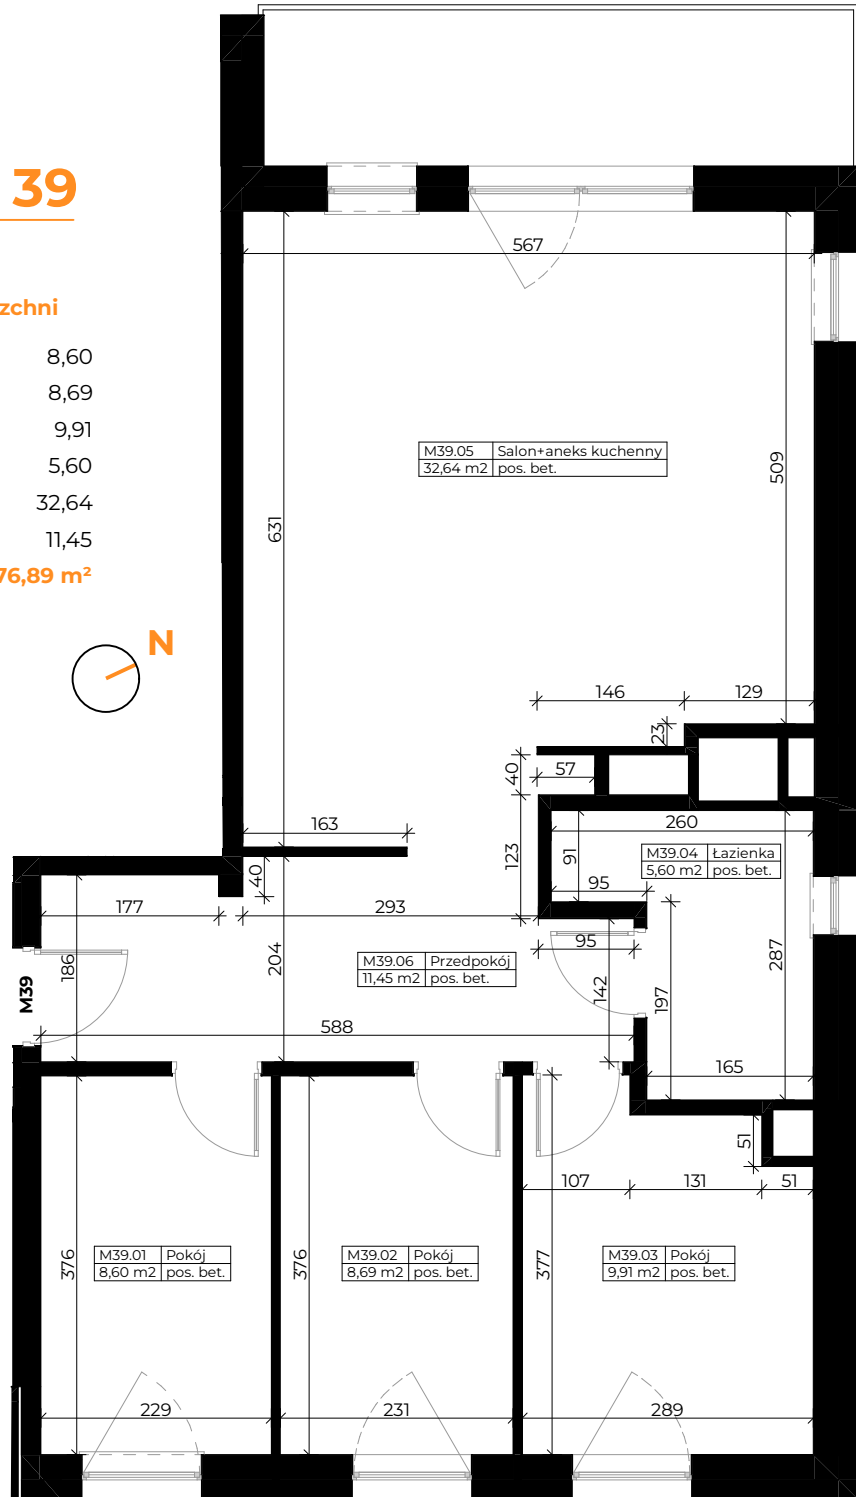 39
zchni
8,60
8,69
9,91
5,60
32,64
11,45
76,89 m²
N
567
631
509
M39.05 Salon+aneks kuchenny
32,64 m2 pos. bet.
146
129
23
40
57
163
123
260
91
M39.04 Łazienka
5,60 m2 pos. bet.
40
95
177
293
95
186
204
M39.06 Przedpokój
11,45 m2 pos. bet.
142
197
287
M39
588
165
51
107
131
51
376
M39.01 Pokój
8,60 m2 pos. bet.
376
M39.02 Pokój
8,69 m2 pos. bet.
377
M39.03 Pokój
9,91 m2 pos. bet.
229
231
289